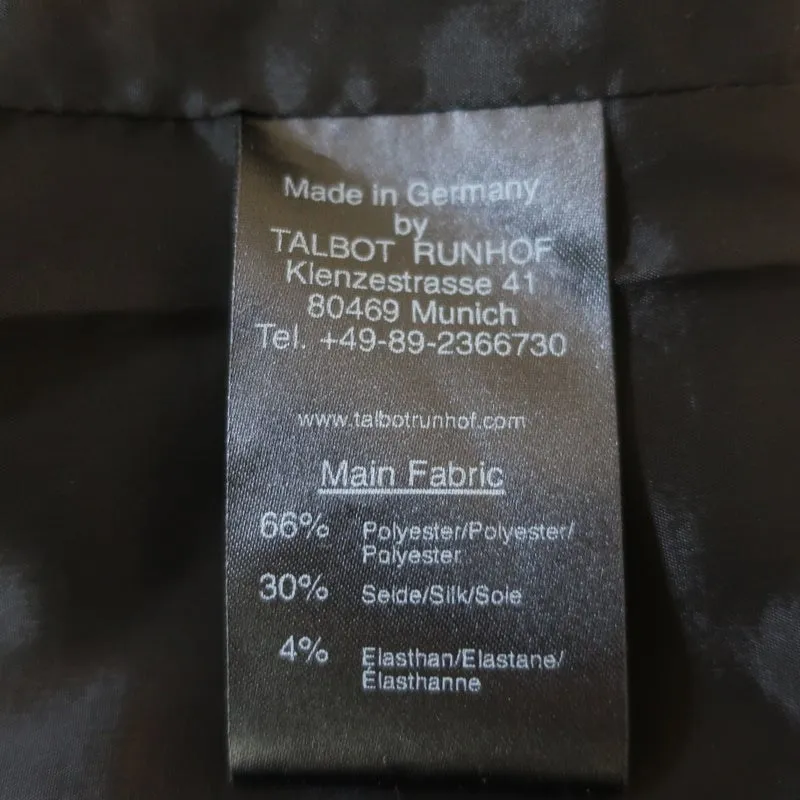 Made in Germany
by
TALBOT RUNHOF
Klenzestrasse 41
80469 Munich
Tel. +49-89-2366730
www.talbotrunhof.com
Main Fabric
66% Polyester/Polyester/
Polyester
30% Seide/Silk/Soie
4% Elasthan/Elastane/
Élasthanne